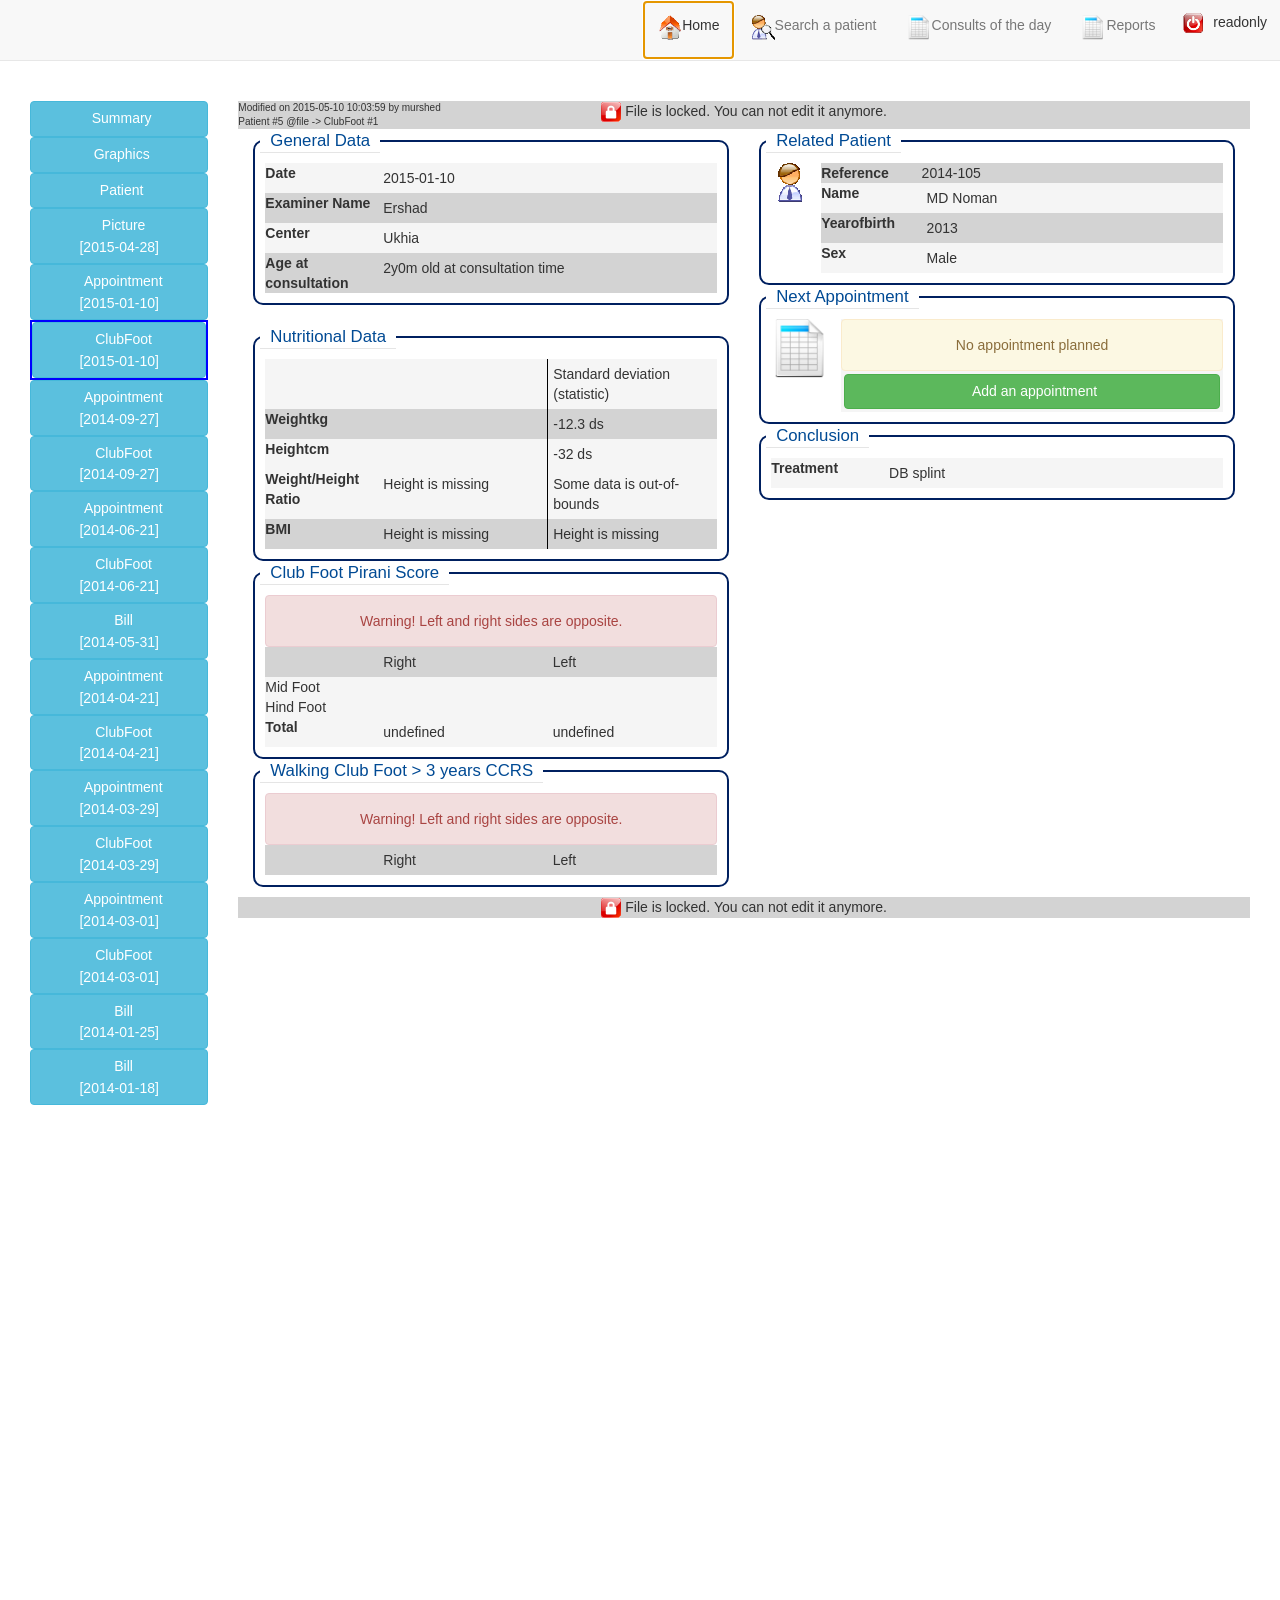 Home
Search a patient
Consults of the day
Reports
readonly
Summary
Graphics
Patient
Picture
[2015-04-28]
Appointment
[2015-01-10]
ClubFoot
[2015-01-10]
Appointment
[2014-09-27]
ClubFoot
[2014-09-27]
Appointment
[2014-06-21]
ClubFoot
[2014-06-21]
Bill
[2014-05-31]
Appointment
[2014-04-21]
ClubFoot
[2014-04-21]
Appointment
[2014-03-29]
ClubFoot
[2014-03-29]
Appointment
[2014-03-01]
ClubFoot
[2014-03-01]
Bill
[2014-01-25]
Bill
[2014-01-18]
Modified on 2015-05-10 10:03:59 by murshed
Patient #5 @file -> ClubFoot #1
File is locked. You can not edit it anymore.
General Data
Date 2015-01-10
Examiner Name Ershad
Center Ukhia
Age at
consultation
2y0m old at consultation time
Nutritional Data
Standard deviation
(statistic)
Weightkg -12.3 ds
Heightcm -32 ds
Weight/Height
Ratio
Height is missing
Some data is out-of-
bounds
BMI Height is missing Height is missing
Club Foot Pirani Score
Warning! Left and right sides are opposite.
Right Left
Mid Foot
Hind Foot
Total undefined undefined
Walking Club Foot > 3 years CCRS
Warning! Left and right sides are opposite.
Right Left
Related Patient
Reference 2014-105
Name MD Noman
Yearofbirth 2013
Sex Male
Next Appointment
No appointment planned
Add an appointment
Conclusion
Treatment DB splint
File is locked. You can not edit it anymore.